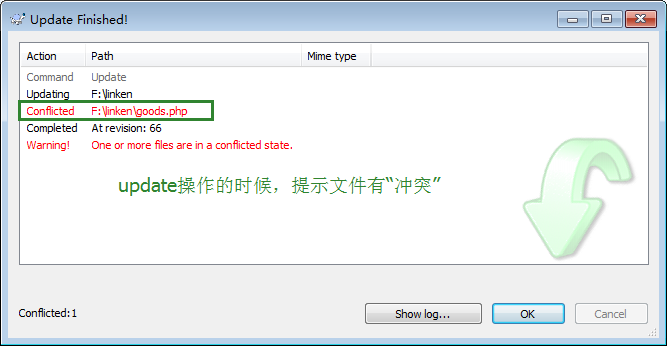 Update Finished!
Action Path Mime type
Command Update
Updating F:\linken
Conflicted F:\linken\goods.php
Completed At revision: 66
Warning! One or more files are in a conflicted state.
update操作的时候，提示文件有“冲突”
Conflicted:1
Show log... OK Cancel